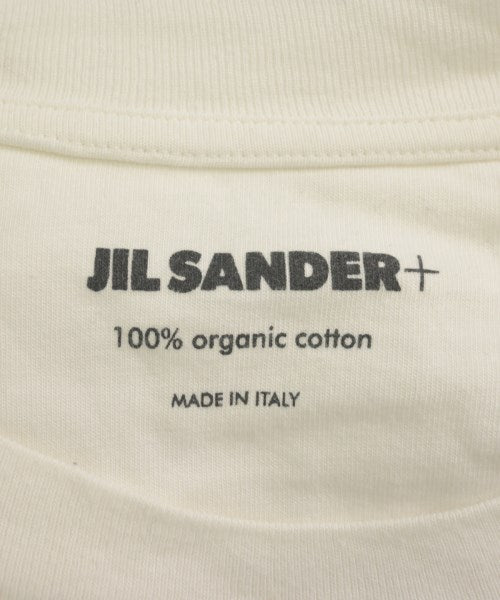 JIL SANDER+
100% organic cotton
MADE IN ITALY